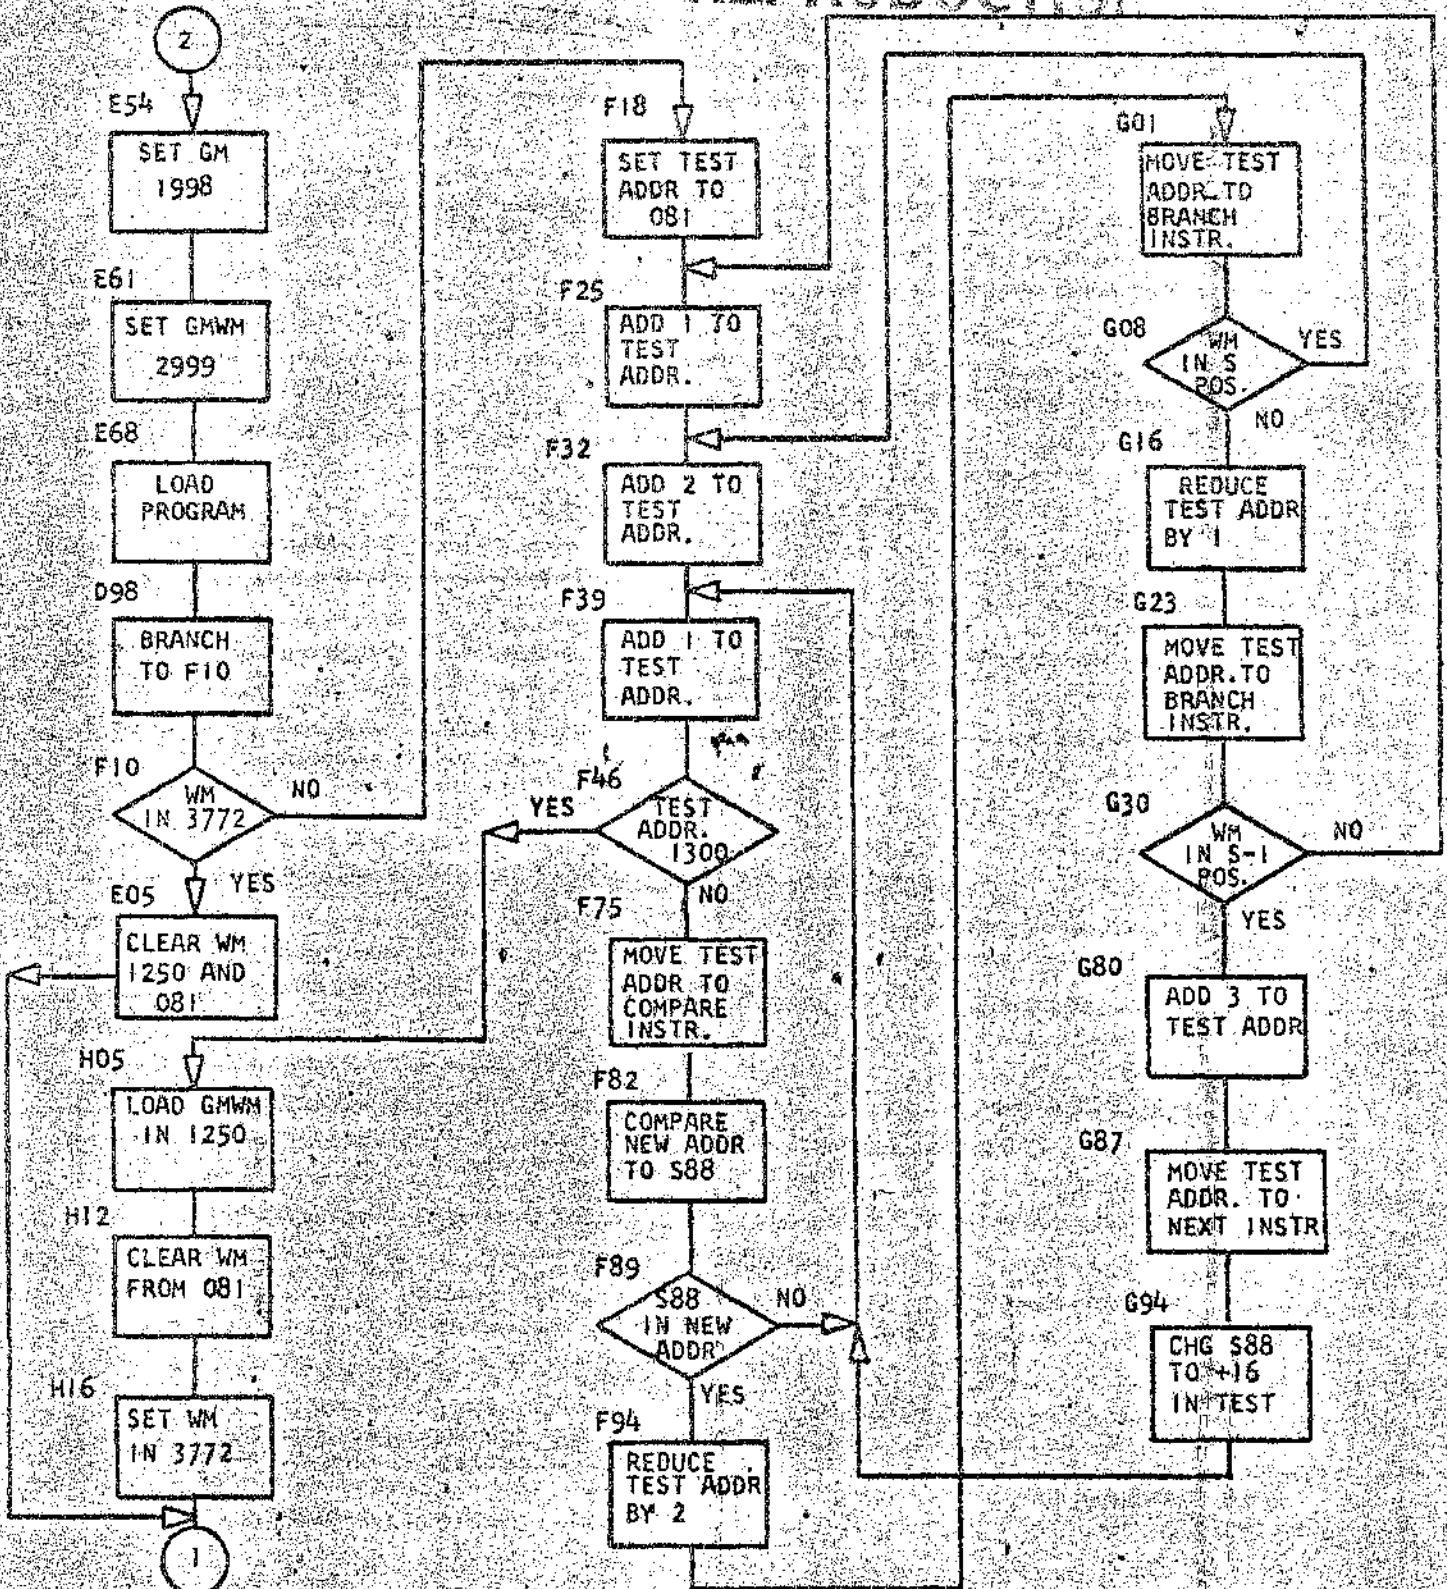 2
E54
SET GM
1998
E61
SET GMWM
2999
E68
LOAD
PROGRAM
D98
BRANCH
TO F10
F10
WM
IN 3772
NO
YES
E05
CLEAR WM
1250 AND
081
H05
LOAD GMWM
IN 1250
H12
CLEAR WM
FROM 081
H16
SET WM
IN 3772
1
F18
SET TEST
ADDR TO
081
F25
ADD 1 TO
TEST
ADDR.
F32
ADD 2 TO
TEST
ADDR.
F39
ADD 1 TO
TEST
ADDR.
F46
YES
TEST
ADDR.
1300
NO
F75
MOVE TEST
ADDR TO
COMPARE
INSTR.
F82
COMPARE
NEW ADDR
TO S88
F89
S88
IN NEW
ADDR
NO
YES
F94
REDUCE
TEST ADDR
BY 2
G01
MOVE TEST
ADDR.TO
BRANCH
INSTR.
G08
WM
IN S
POS.
YES
NO
G16
REDUCE
TEST ADDR
BY 1
G23
MOVE TEST
ADDR.TO
BRANCH
INSTR.
G30
WM
IN S-1
POS.
NO
YES
G80
ADD 3 TO
TEST ADDR
G87
MOVE TEST
ADDR. TO
NEXT INSTR
G94
CHG S88
TO +16
IN TEST